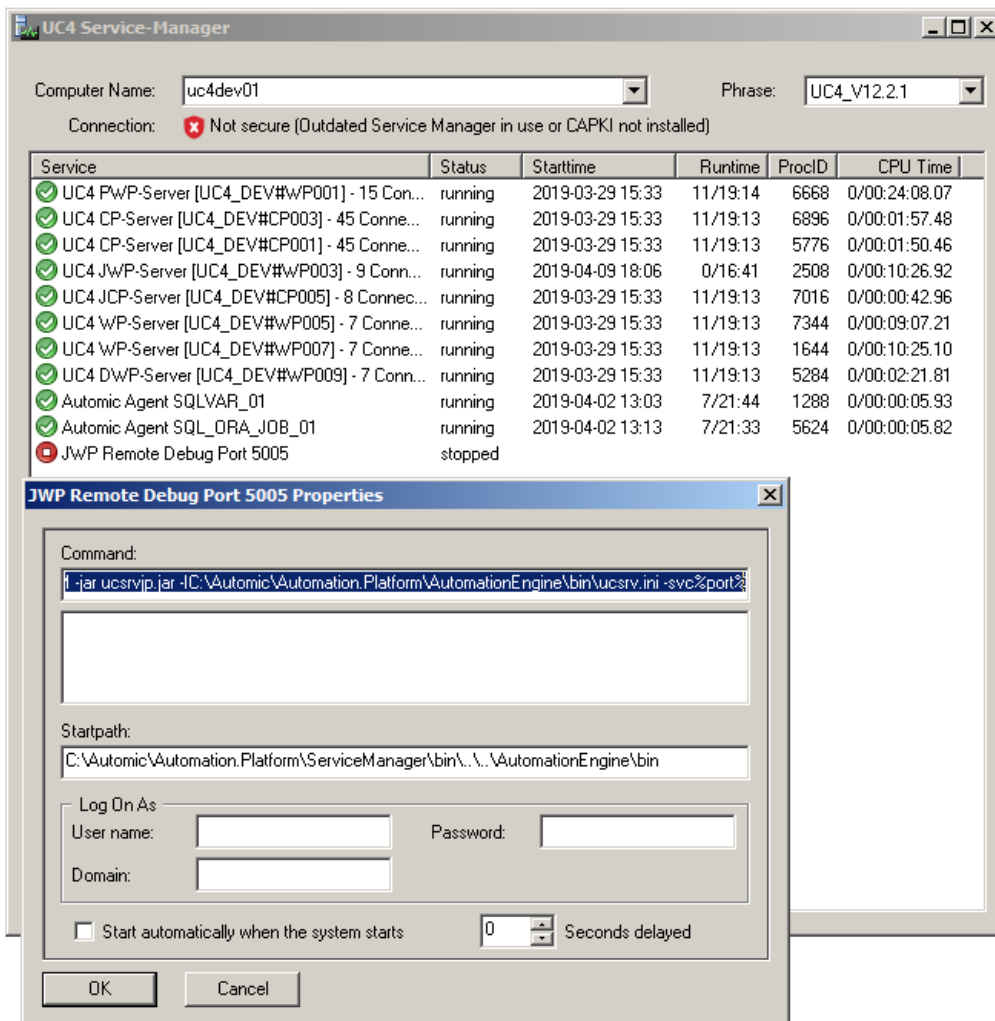 UC4 Service-Manager
Computer Name: uc4dev01 Phrase: UC4_V12.2.1
Connection: Not secure (Outdated Service Manager in use or CAPKI not installed)
Service Status Starttime Runtime ProcID CPU Time
UC4 PWP-Server [UC4_DEV#WP001] - 15 Con... running 2019-03-29 15:33 11/19:14 6668 0/00:24:08.07
UC4 CP-Server [UC4_DEV#CP003] - 45 Conne... running 2019-03-29 15:33 11/19:13 6896 0/00:01:57.48
UC4 CP-Server [UC4_DEV#CP001] - 45 Conne... running 2019-03-29 15:33 11/19:13 5776 0/00:01:50.46
UC4 JWP-Server [UC4_DEV#WP003] - 9 Conn... running 2019-04-09 18:06 0/16:41 2508 0/00:10:26.92
UC4 JCP-Server [UC4_DEV#CP005] - 8 Connec... running 2019-03-29 15:33 11/19:13 7016 0/00:00:42.96
UC4 WP-Server [UC4_DEV#WP005] - 7 Conne... running 2019-03-29 15:33 11/19:13 7344 0/00:09:07.21
UC4 WP-Server [UC4_DEV#WP007] - 7 Conne... running 2019-03-29 15:33 11/19:13 1644 0/00:10:25.10
UC4 DWP-Server [UC4_DEV#WP009] - 7 Conn... running 2019-03-29 15:33 11/19:13 5284 0/00:02:21.81
Automic Agent SQLVAR_01 running 2019-04-02 13:03 7/21:44 1288 0/00:00:05.93
Automic Agent SQL_ORA_JOB_01 running 2019-04-02 13:13 7/21:33 5624 0/00:00:05.82
JWP Remote Debug Port 5005 stopped
JWP Remote Debug Port 5005 Properties
Command:
-jar ucsrvjp.jar -IC:\Automic\Automation.Platform\AutomationEngine\bin\ucsrv.ini -svc%port%
Startpath:
C:\Automic\Automation.Platform\ServiceManager\bin\..\..\AutomationEngine\bin
Log On As
User name: Password:
Domain:
Start automatically when the system starts 0 Seconds delayed
OK Cancel